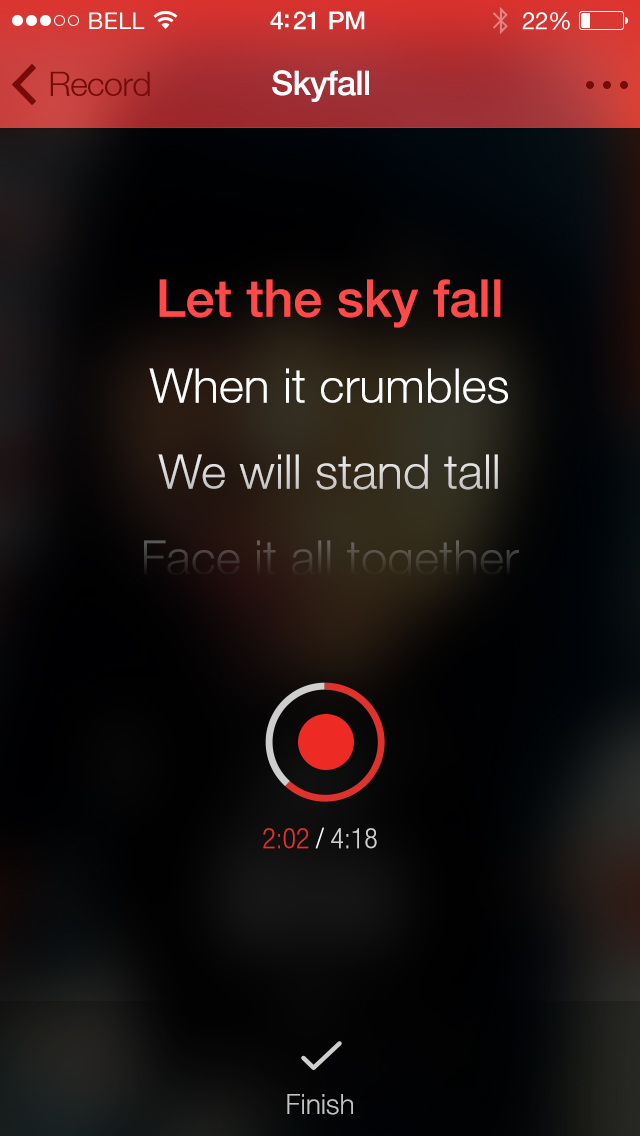 BELL 4:21 PM 22%
Record Skyfall
Let the sky fall
When it crumbles
We will stand tall
Face it all together
2:02 / 4:18
Finish